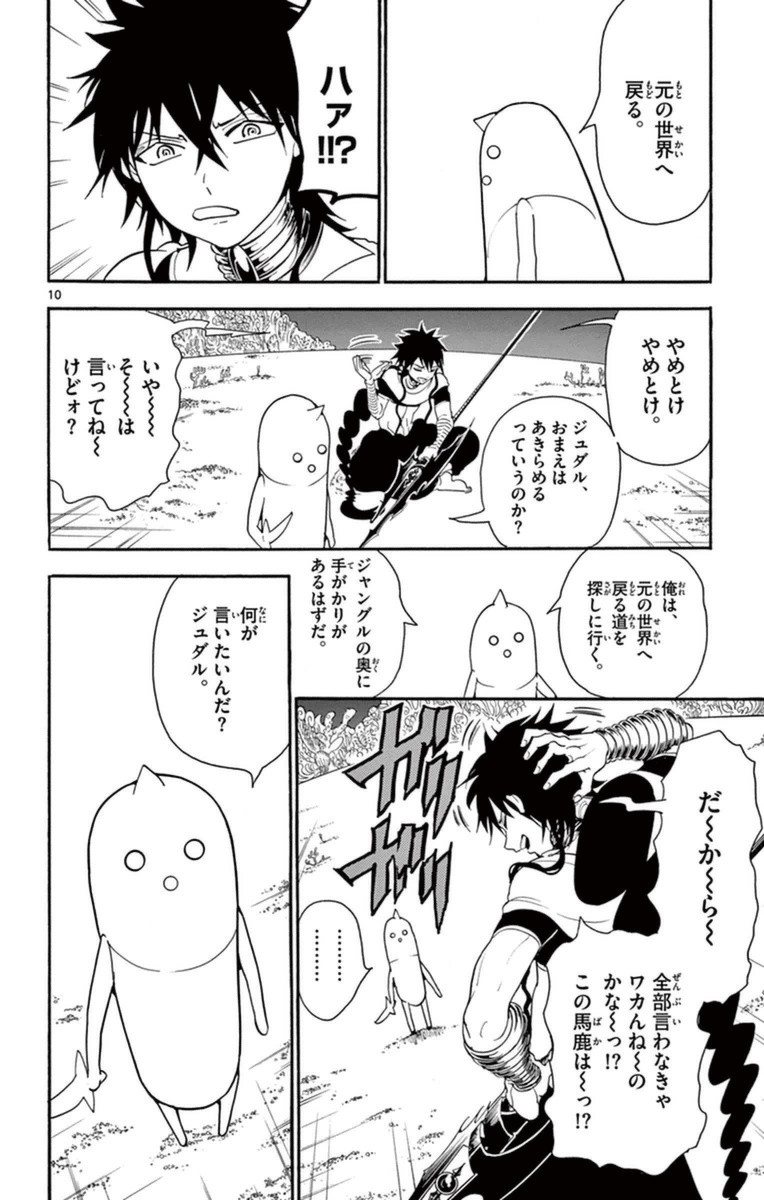 元の世界へ
戻る。
ハァ!!?
10
やめとけ
やめとけ。
ジュダル、
おまえは
あきらめる
っていうのか?
いや〜〜
そ〜〜は
言ってね〜
けどォ?
俺は、
元の世界へ
戻る道を
探しに行く。
ジャングルの奥に
手がかりが
あるはずだ。
何が
言いたいんだ?
ジュダル。
だ〜か〜ら〜
ガリ
ガリ
全部言わなきゃ
ワカんね〜の
かな〜っ!?
この馬鹿は〜っ!?
………
………